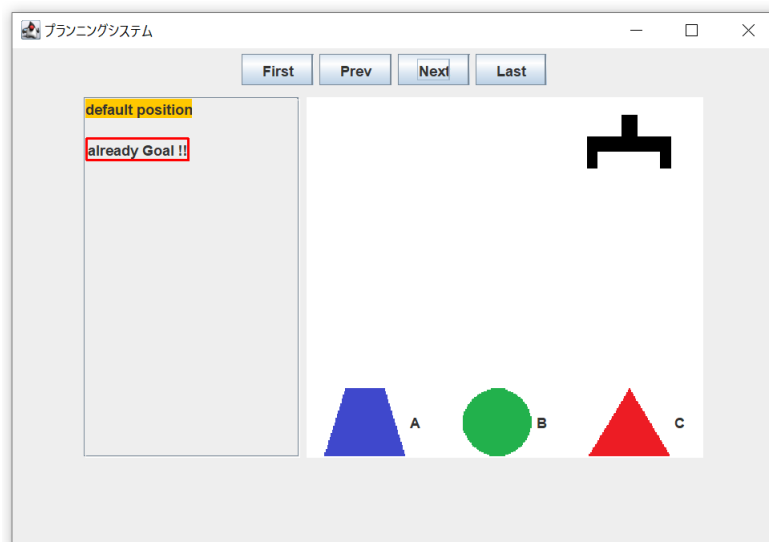 プランニングシステム
First Prev Next Last
default position
already Goal !!
A B C